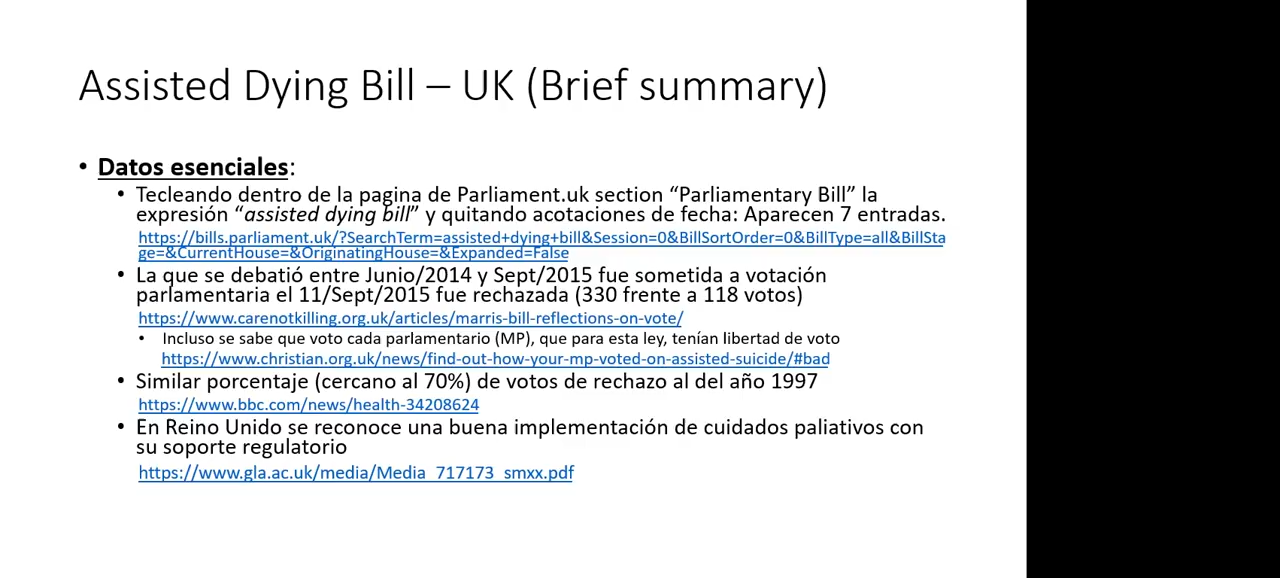 Assisted Dying Bill – UK (Brief summary)
• Datos esenciales:
• Tecleando dentro de la pagina de Parliament.uk section “Parliamentary Bill” la
expresión “assisted dying bill” y quitando acotaciones de fecha: Aparecen 7 entradas.
https://bills.parliament.uk/?SearchTerm=assisted+dying+bill&Session=0&BillSortOrder=0&BillType=all&BillSta
ge=&CurrentHouse=&OriginatingHouse=&Expanded=False
• La que se debatió entre Junio/2014 y Sept/2015 fue sometida a votación
parlamentaria el 11/Sept/2015 fue rechazada (330 frente a 118 votos)
https://www.carenotkilling.org.uk/articles/marris-bill-reflections-on-vote/
• Incluso se sabe que voto cada parlamentario (MP), que para esta ley, tenían libertad de voto
https://www.christian.org.uk/news/find-out-how-your-mp-voted-on-assisted-suicide/#bad
• Similar porcentaje (cercano al 70%) de votos de rechazo al del año 1997
https://www.bbc.com/news/health-34208624
• En Reino Unido se reconoce una buena implementación de cuidados paliativos con
su soporte regulatorio
https://www.gla.ac.uk/media/Media_717173_smxx.pdf